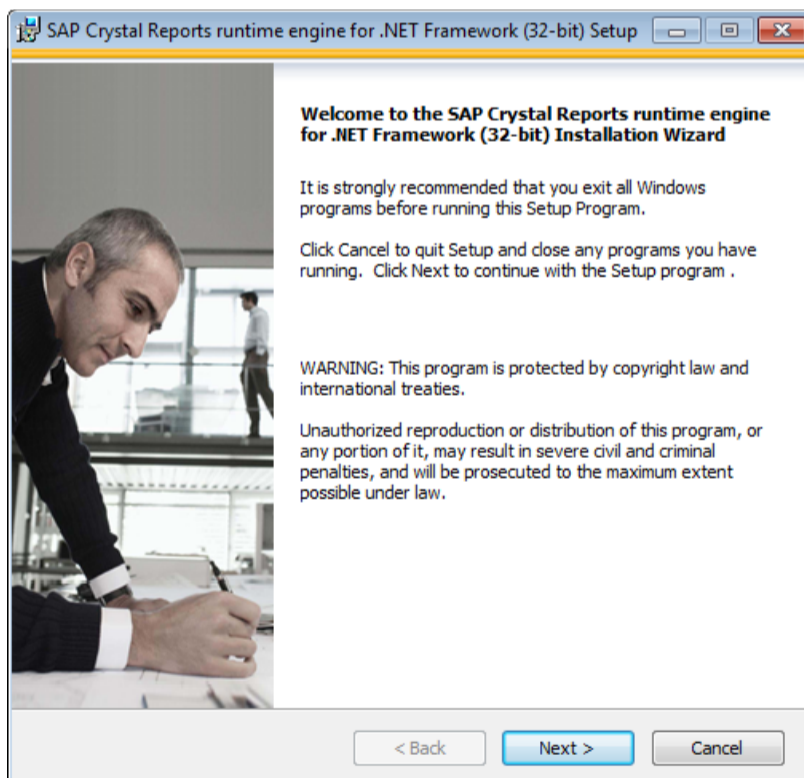 SAP Crystal Reports runtime engine for .NET Framework (32-bit) Setup
Welcome to the SAP Crystal Reports runtime engine
for .NET Framework (32-bit) Installation Wizard
It is strongly recommended that you exit all Windows
programs before running this Setup Program.
Click Cancel to quit Setup and close any programs you have
running.  Click Next to continue with the Setup program .
WARNING: This program is protected by copyright law and
international treaties.
Unauthorized reproduction or distribution of this program, or
any portion of it, may result in severe civil and criminal
penalties, and will be prosecuted to the maximum extent
possible under law.
< Back Next > Cancel